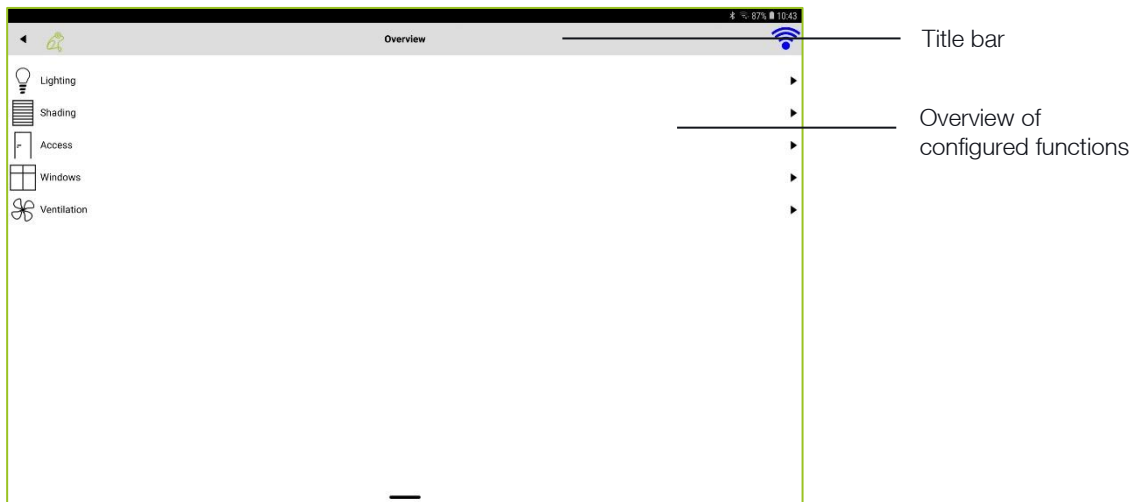 87% 10:43
Overview
Title bar
Lighting
Shading
Access
Windows
Ventilation
Overview of
configured functions